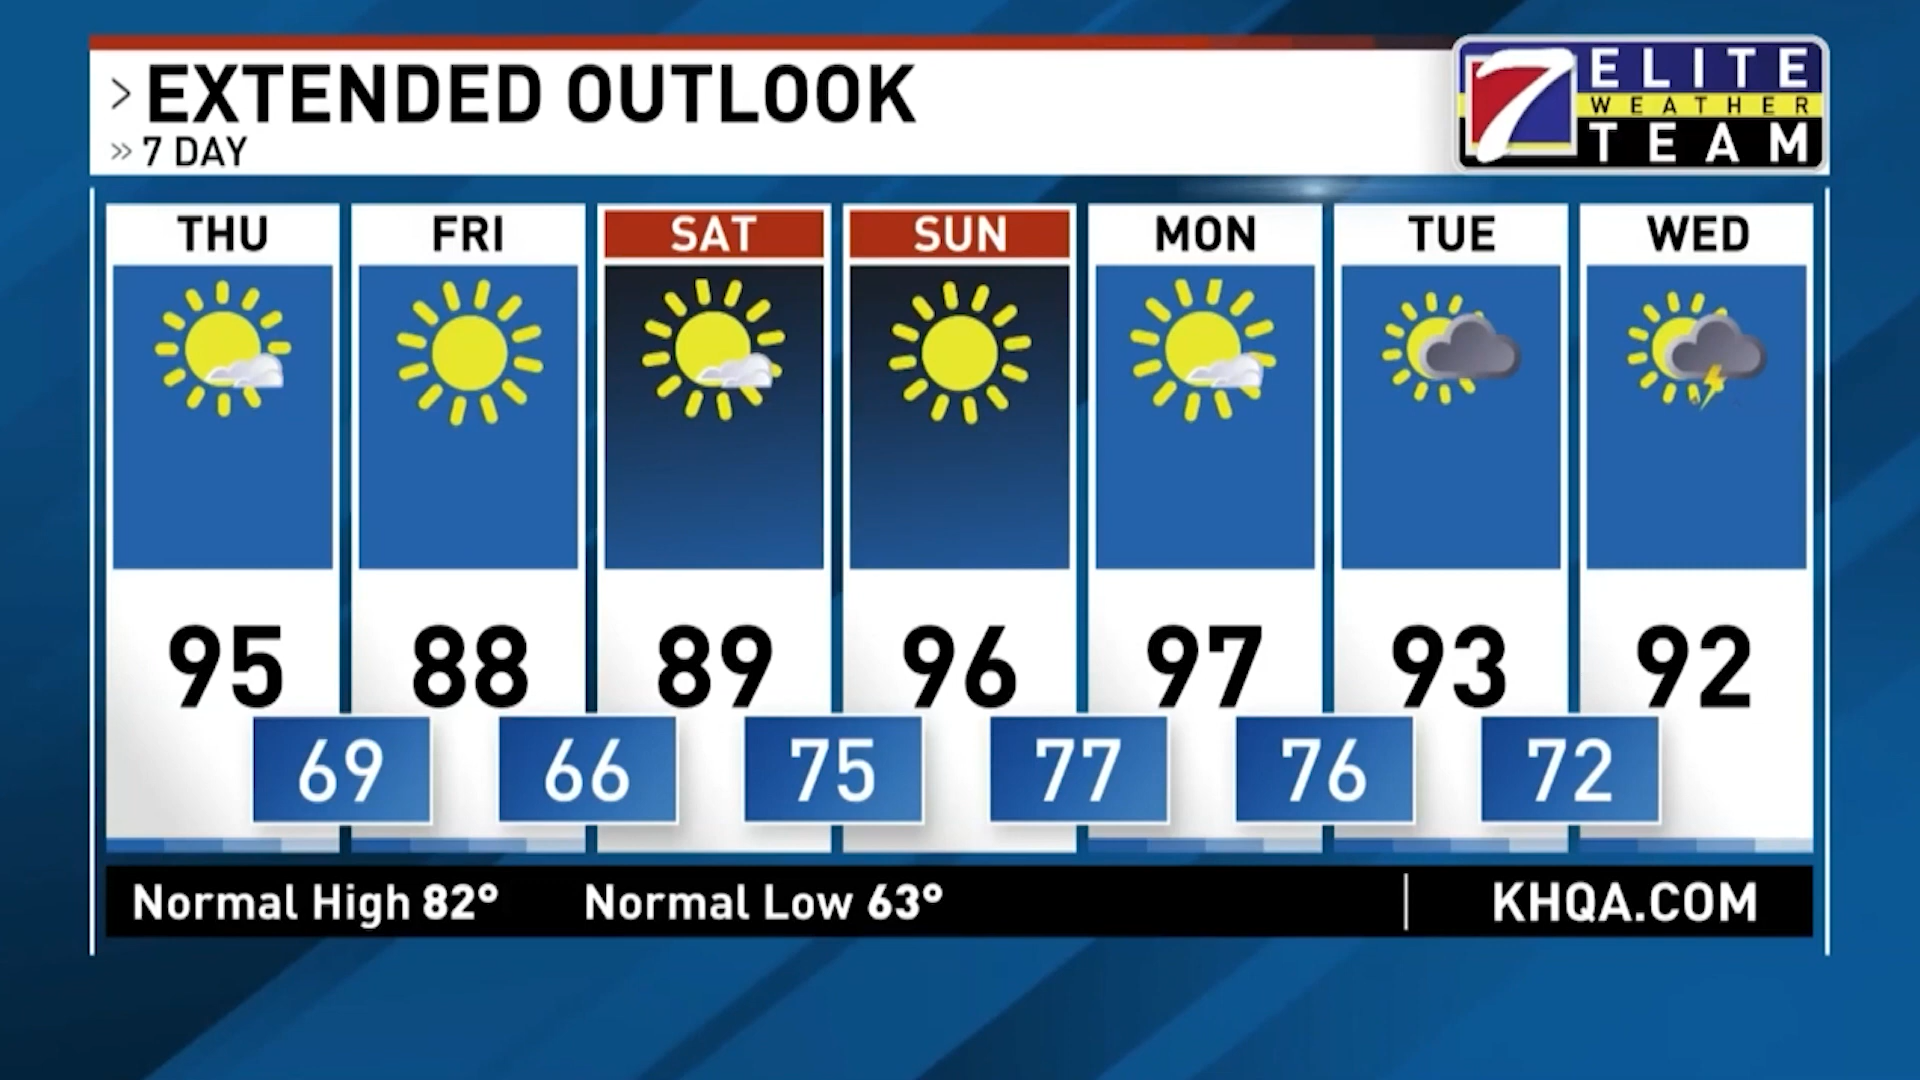 > EXTENDED OUTLOOK
» 7 DAY
7 ELITE
WEATHER
TEAM
THU FRI SAT SUN MON TUE WED
95 88 89 96 97 93 92
69 66 75 77 76 72
Normal High 82° Normal Low 63° | KHQA.COM